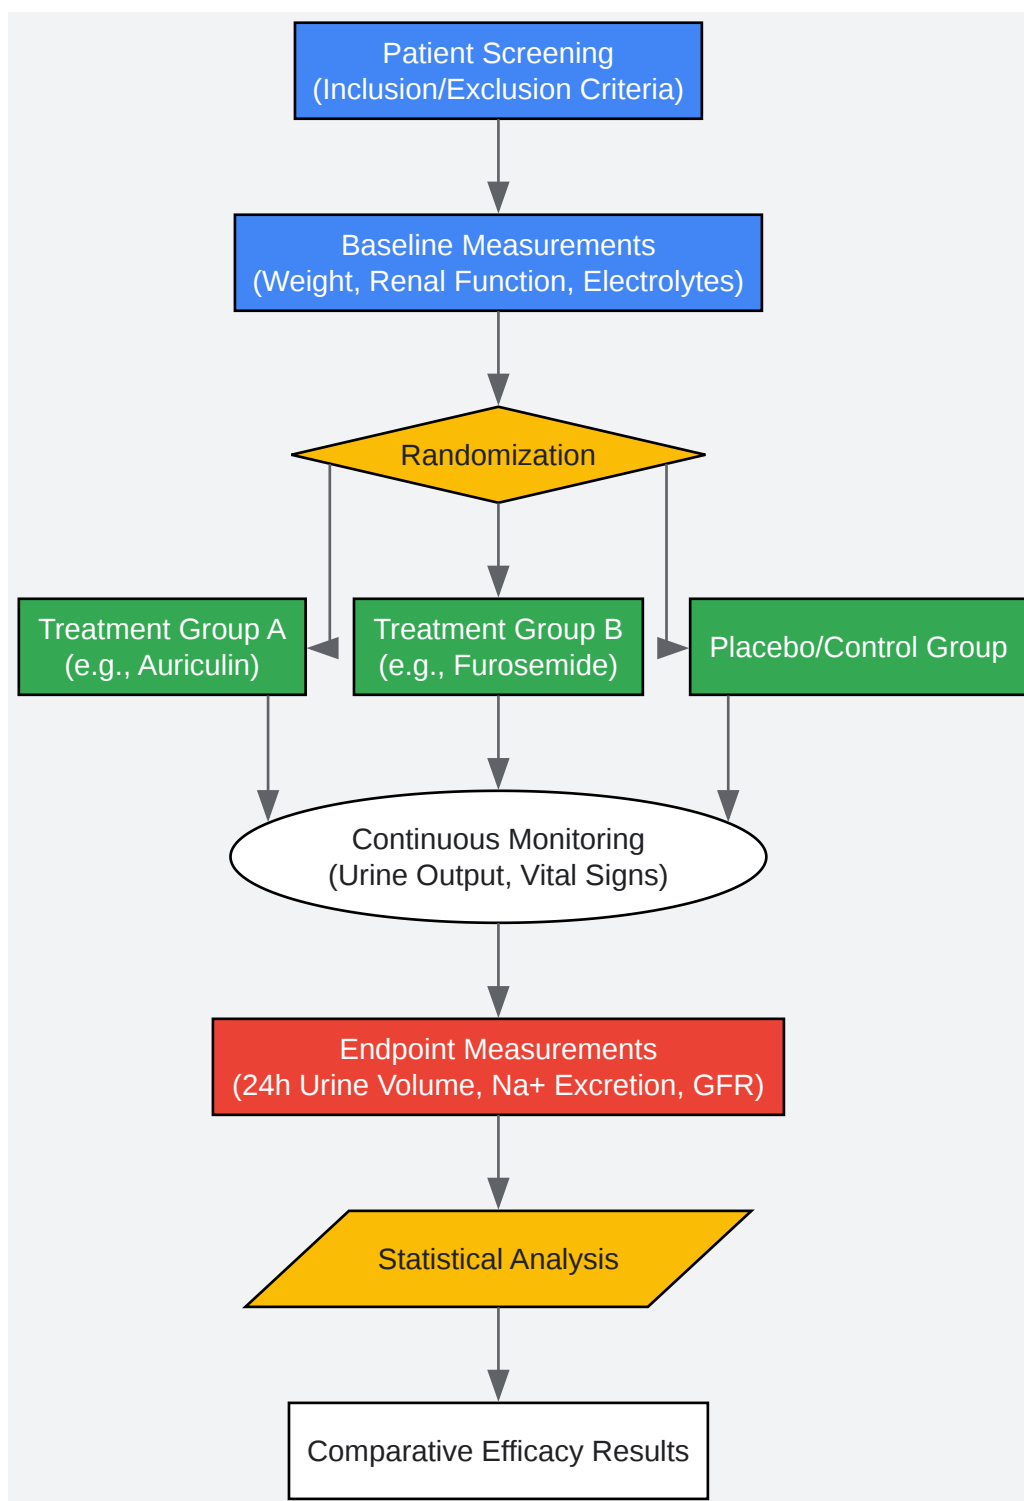 Patient Screening
(Inclusion/Exclusion Criteria)
Baseline Measurements
(Weight, Renal Function, Electrolytes)
Randomization
Treatment Group A
(e.g., Auriculin)
Treatment Group B
(e.g., Furosemide)
Placebo/Control Group
Continuous Monitoring
(Urine Output, Vital Signs)
Endpoint Measurements
(24h Urine Volume, Na+ Excretion, GFR)
Statistical Analysis
Comparative Efficacy Results